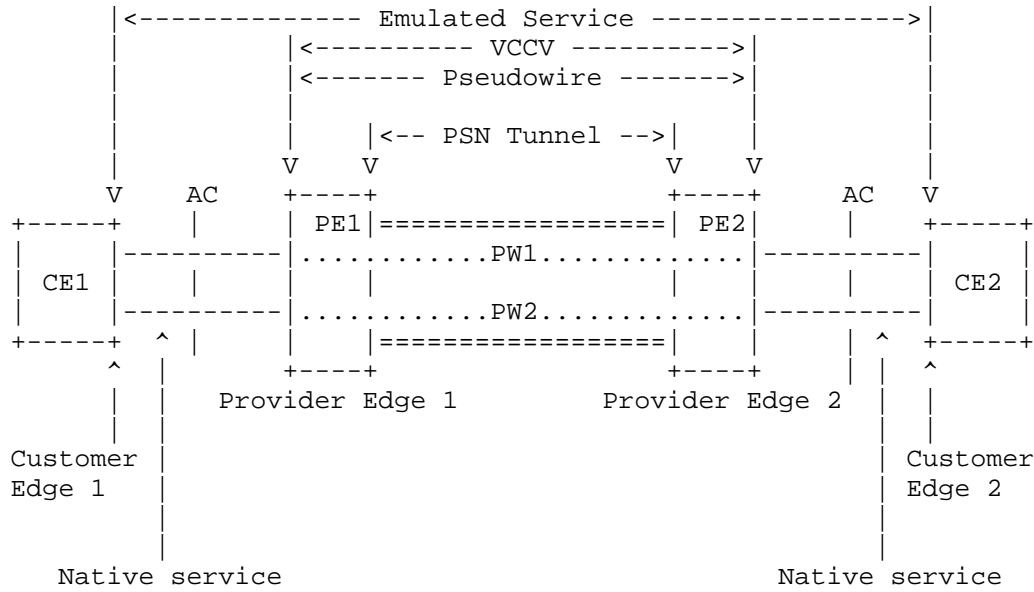 |<-------------- Emulated Service ---------------->|
|          |<---------- VCCV ---------->|          |
|          |<------- Pseudowire ------->|          |
|          |                            |          |
|          |    |<-- PSN Tunnel -->|    |          |
|          V    V                  V    V          |
V    AC     +----+                  +----+     AC   V
+-----+    |     | PE1|==================| PE2|     |    +-----+
|     |----------|............PW1.............|----------|     |
| CE1 |    |     |    |                  |    |     |    | CE2 |
|     |----------|............PW2.............|----------|     |
+-----+  ^ |     |    |==================|    |     | ^  +-----+
^  |       +----+                  +----+     | |  ^
|  |   Provider Edge 1         Provider Edge 2  |  |
|  |                                            |  |
Customer |                                            | Customer
Edge 1   |                                            | Edge 2
|                                            |
|                                            |
Native service                               Native service